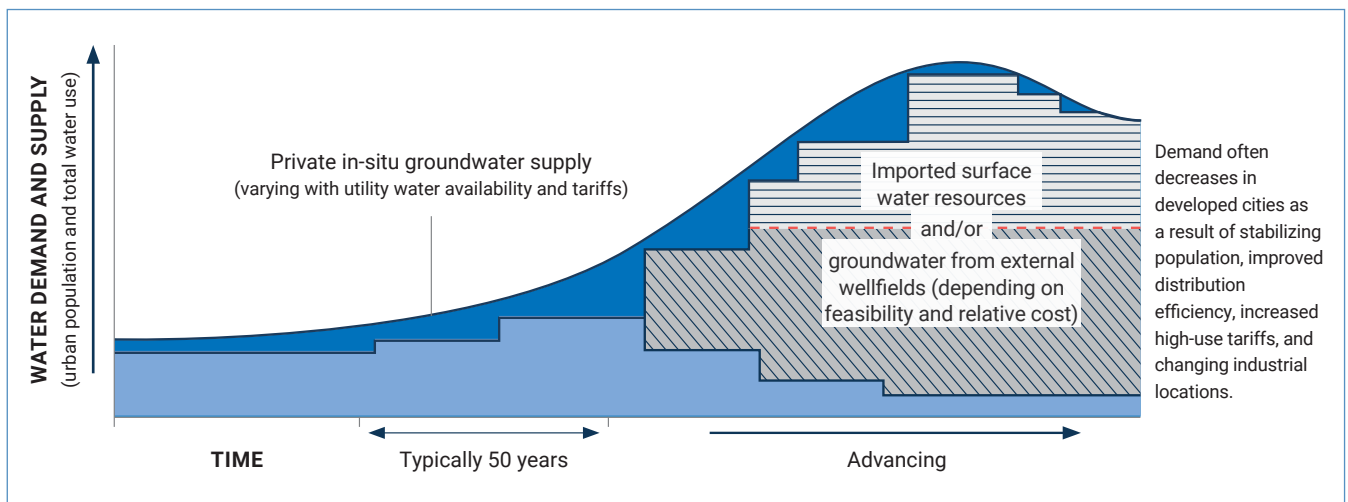 WATER DEMAND AND SUPPLY
(urban population and total water use)
Private in-situ groundwater supply
(varying with utility water availability and tariffs)
Imported surface
water resources
and/or
groundwater from external
wellfields (depending on
feasibility and relative cost)
Demand often
decreases in
developed cities as
a result of stabilizing
population, improved
distribution
efficiency, increased
high-use tariffs, and
changing industrial
locations.
TIME
Typically 50 years
Advancing